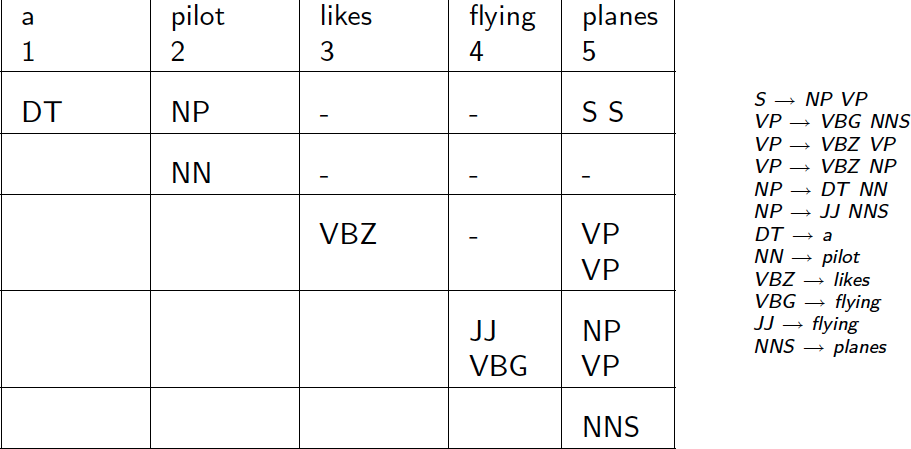 a pilot likes flying planes
1 2 3 4 5
DT NP - - S S
NN - - -
VBZ - VP
VP
JJ NP
VBG VP
NNS
S → NP VP
VP → VBG NNS
VP → VBZ VP
VP → VBZ NP
NP → DT NN
NP → JJ NNS
DT → a
NN → pilot
VBZ → likes
VBG → flying
JJ → flying
NNS → planes